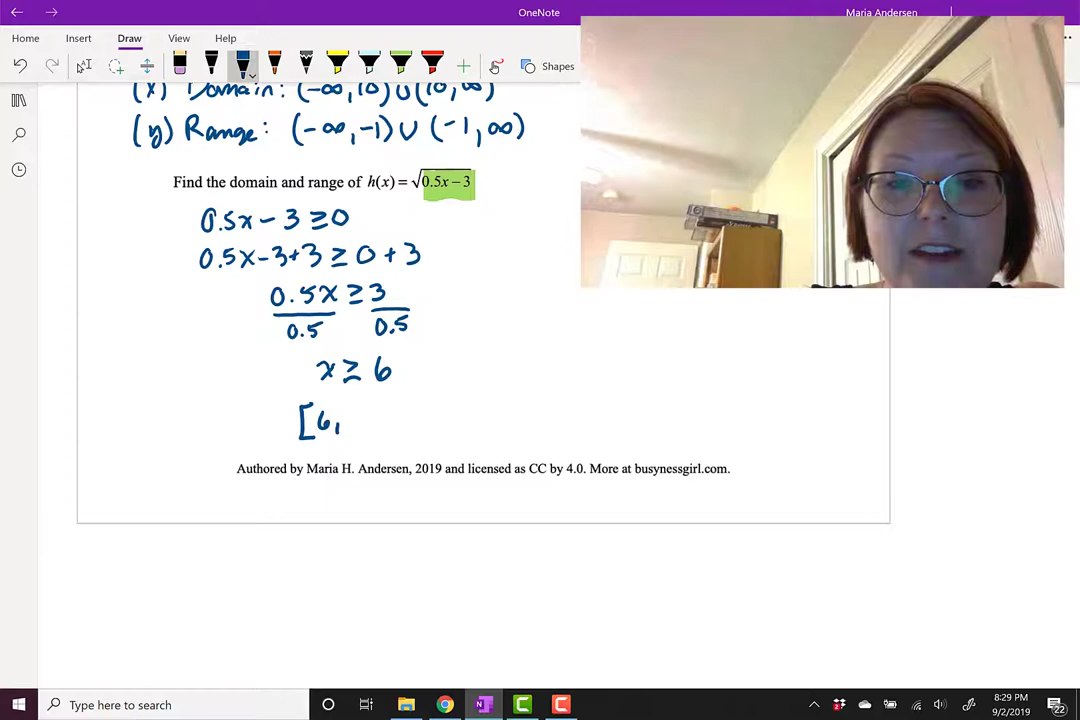 OneNote
Maria Andersen
Home Insert Draw View Help
Shapes
(x) Domain: (-∞, 10) ∪ (10, ∞)
(y) Range: (-∞, -1) ∪ (-1, ∞)
Find the domain and range of h(x) = √0.5x − 3
0.5x - 3 ≥ 0
0.5x - 3 + 3 ≥ 0 + 3
0.5x ≥ 3
0.5 0.5
x ≥ 6
[6,
Authored by Maria H. Andersen, 2019 and licensed as CC by 4.0. More at busynessgirl.com.
Type here to search
8:29 PM
9/2/2019
22